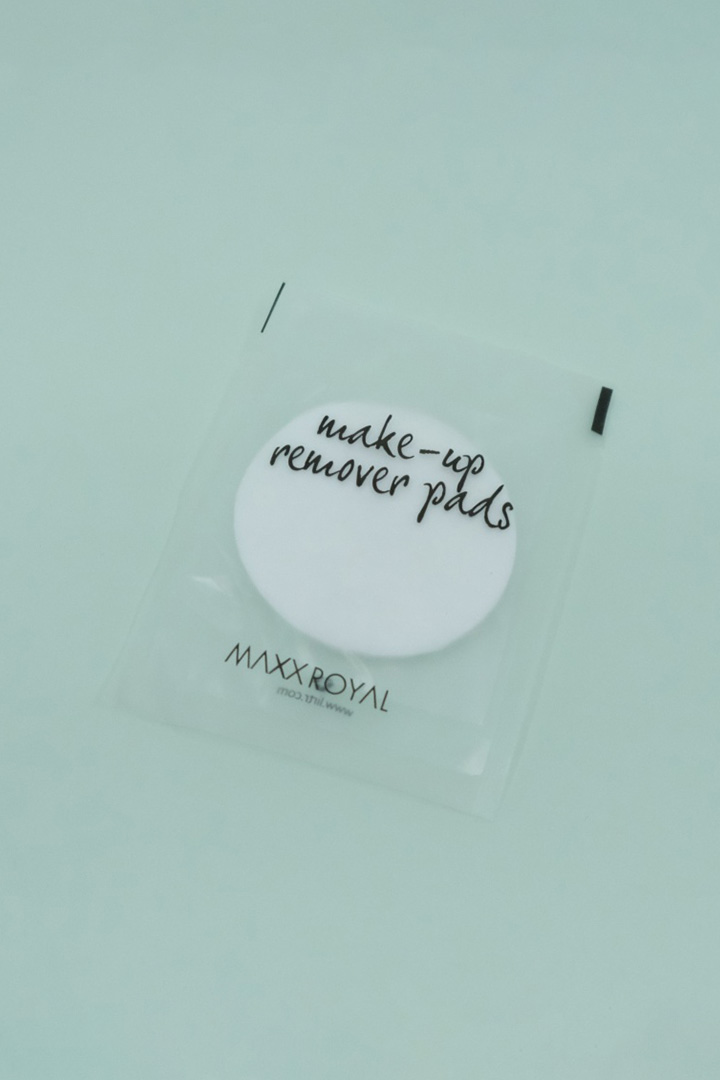 make-up
remover pads
MAXX ROYAL